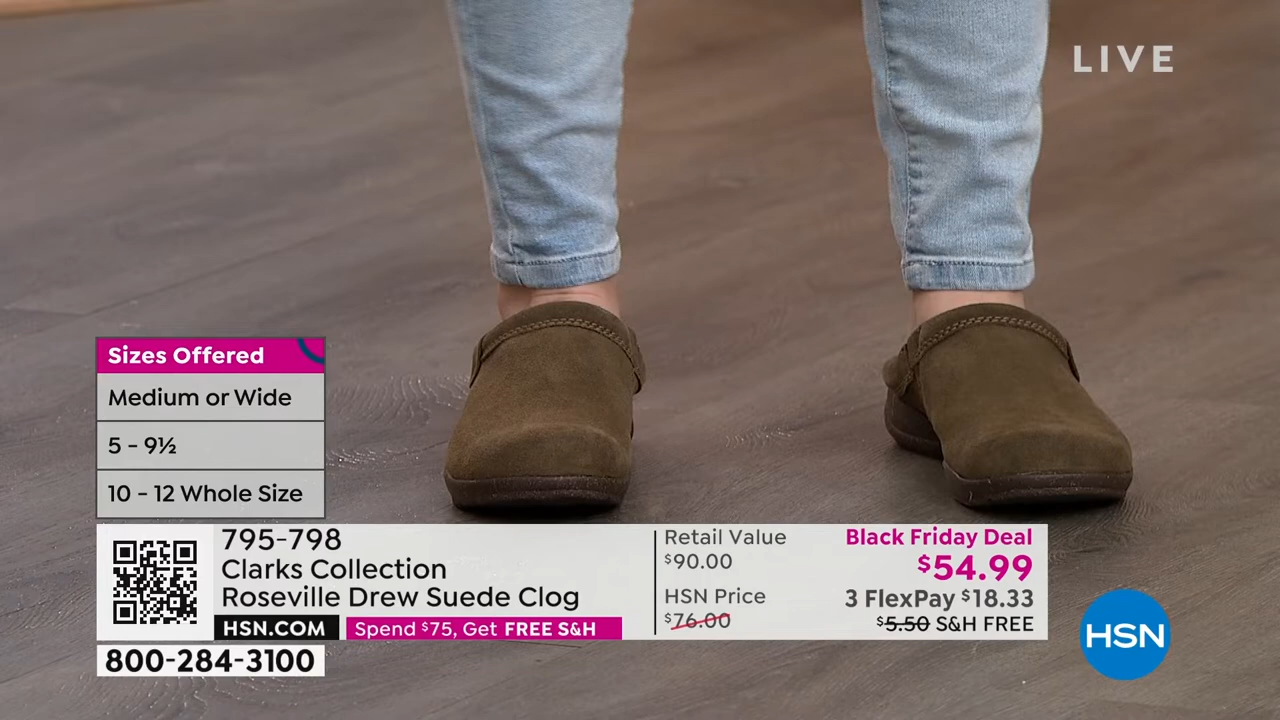 LIVE
Sizes Offered
Medium or Wide
5 - 9½
10 - 12 Whole Size
795-798
Clarks Collection
Roseville Drew Suede Clog
HSN.COM
Spend $75, Get FREE S&H
800-284-3100
Retail Value
$90.00
HSN Price
$76.00
Black Friday Deal
$54.99
3 FlexPay $18.33
$5.50 S&H FREE
HSN